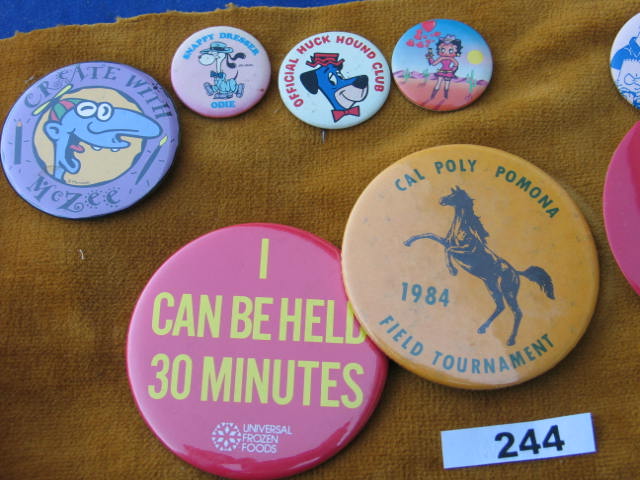 CREATE WITH
McZee
SNAPPY DRESSER
ODIE
OFFICIAL HUCK HOUND CLUB
CAL POLY POMONA
1984
FIELD TOURNAMENT
I
CAN BE HELD
30 MINUTES
UNIVERSAL
FROZEN
FOODS
244